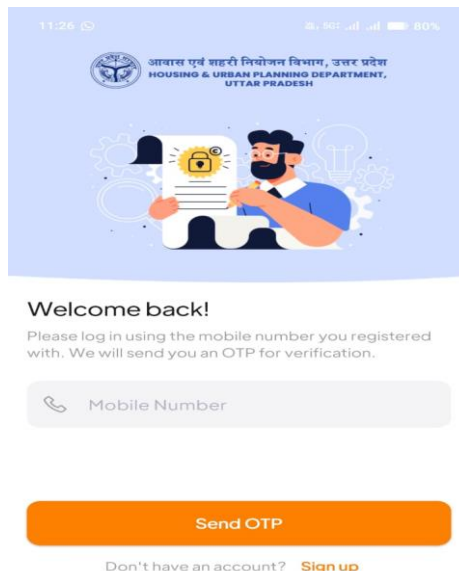 11:26
80%
आवास एवं शहरी नियोजन विभाग, उत्तर प्रदेश
HOUSING & URBAN PLANNING DEPARTMENT,
UTTAR PRADESH
Welcome back!
Please log in using the mobile number you registered
with. We will send you an OTP for verification.
Mobile Number
Send OTP
Don't have an account? Sign up